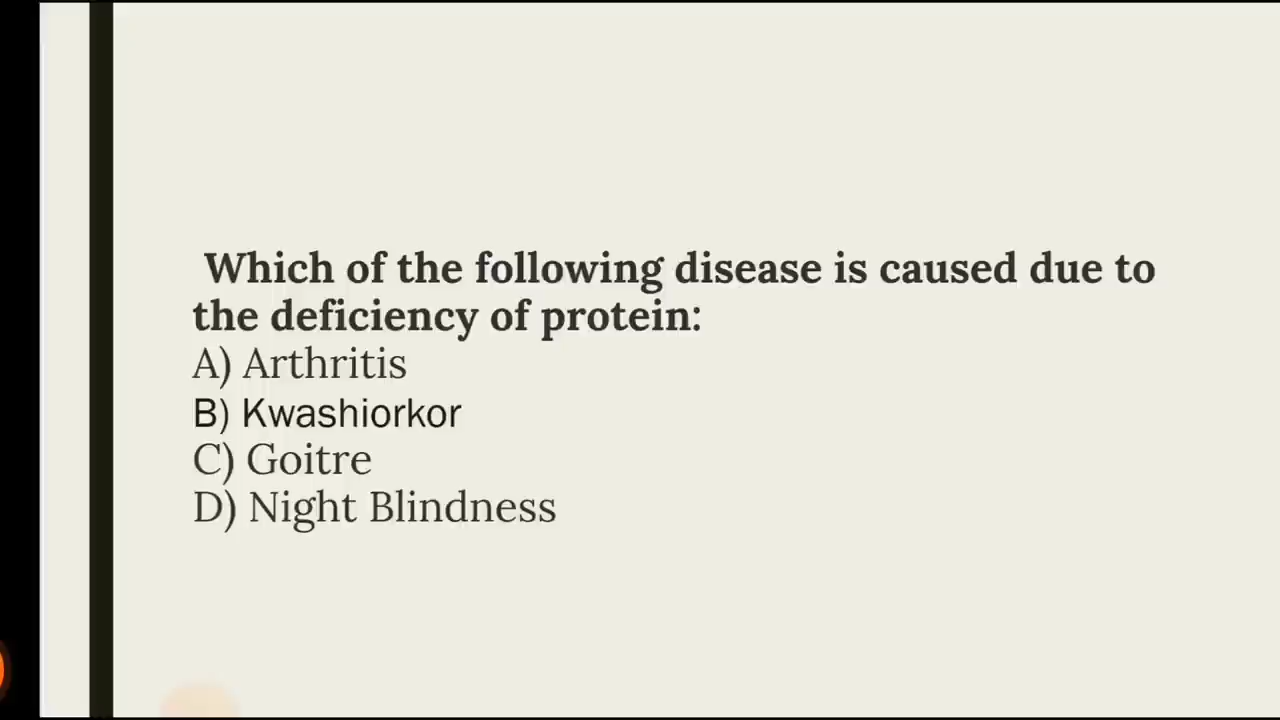 Which of the following disease is caused due to
the deficiency of protein:
A) Arthritis
B) Kwashiorkor
C) Goitre
D) Night Blindness